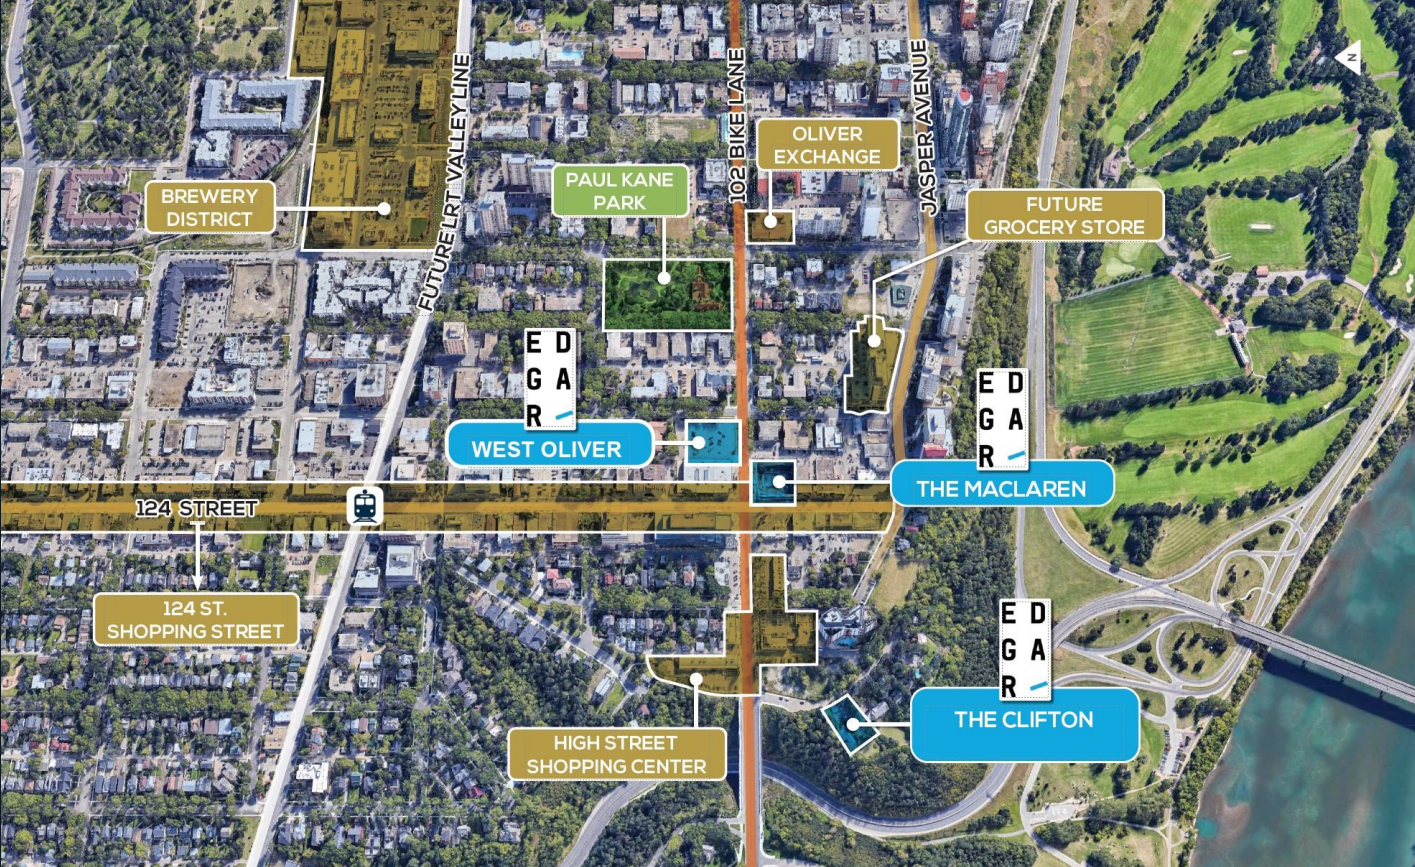 N
FUTURE LRT VALLEY LINE
102 BIKE LANE
JASPER AVENUE
OLIVER
EXCHANGE
PAUL KANE
PARK
BREWERY
DISTRICT
FUTURE
GROCERY STORE
E D
G A
R
WEST OLIVER
E D
G A
R
THE MACLAREN
124 STREET
124 ST.
SHOPPING STREET
E D
G A
R
THE CLIFTON
HIGH STREET
SHOPPING CENTER